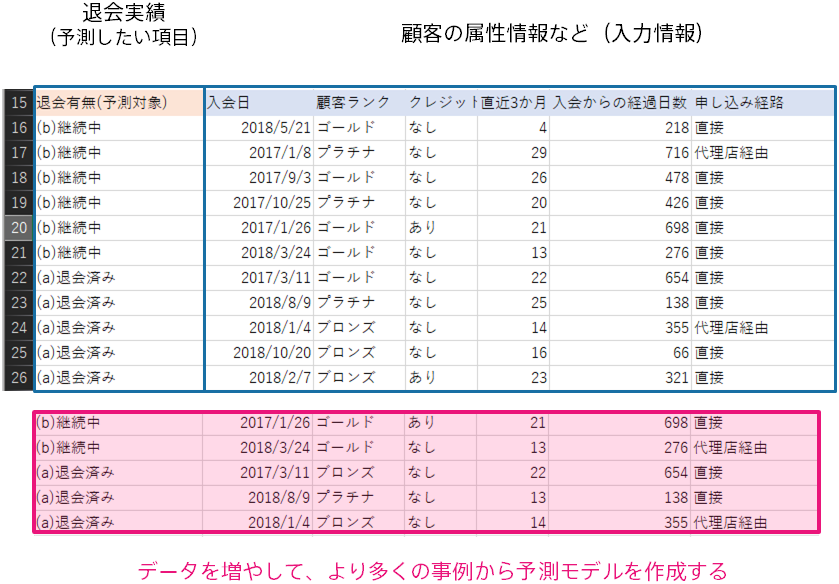 退会実績
(予測したい項目)
顧客の属性情報など（入力情報）
15 退会有無(予測対象) 入会日 顧客ランク クレジット 直近3か月 入会からの経過日数 申し込み経路
16 (b)継続中 2018/5/21 ゴールド なし 4 218 直接
17 (b)継続中 2017/1/8 プラチナ なし 29 716 代理店経由
18 (b)継続中 2017/9/3 ゴールド なし 26 478 直接
19 (b)継続中 2017/10/25 プラチナ なし 20 426 直接
20 (b)継続中 2017/1/26 ゴールド あり 21 698 直接
21 (b)継続中 2018/3/24 ゴールド なし 13 276 直接
22 (a)退会済み 2017/3/11 ゴールド なし 22 654 直接
23 (a)退会済み 2018/8/9 プラチナ なし 25 138 直接
24 (a)退会済み 2018/1/4 ブロンズ なし 14 355 代理店経由
25 (a)退会済み 2018/10/20 ブロンズ なし 16 66 直接
26 (a)退会済み 2018/2/7 ブロンズ あり 23 321 直接
(b)継続中 2017/1/26 ゴールド あり 21 698 直接
(b)継続中 2018/3/24 ゴールド なし 13 276 代理店経由
(a)退会済み 2017/3/11 ブロンズ なし 22 654 直接
(a)退会済み 2018/8/9 プラチナ なし 13 138 直接
(a)退会済み 2018/1/4 ブロンズ なし 14 355 代理店経由
データを増やして、より多くの事例から予測モデルを作成する